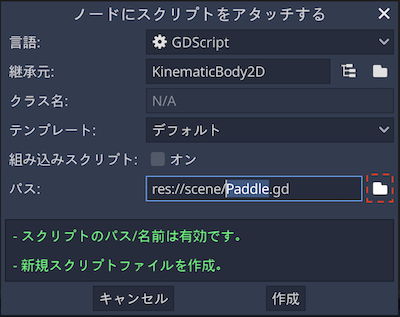 ノードにスクリプトをアタッチする
言語: GDScript
継承元: KinematicBody2D
クラス名: N/A
テンプレート: デフォルト
組み込みスクリプト: オン
パス: res://scene/Paddle.gd
- スクリプトのパス/名前は有効です。
- 新規スクリプトファイルを作成。
キャンセル 作成